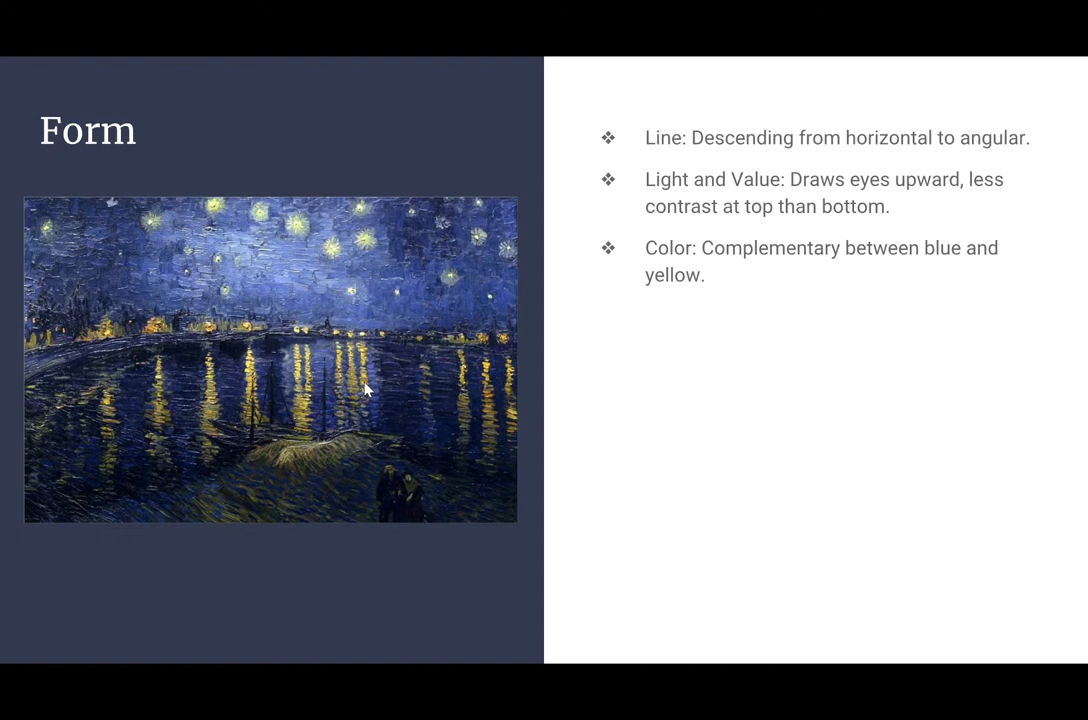 Form
❖ Line: Descending from horizontal to angular.
❖ Light and Value: Draws eyes upward, less
contrast at top than bottom.
❖ Color: Complementary between blue and
yellow.